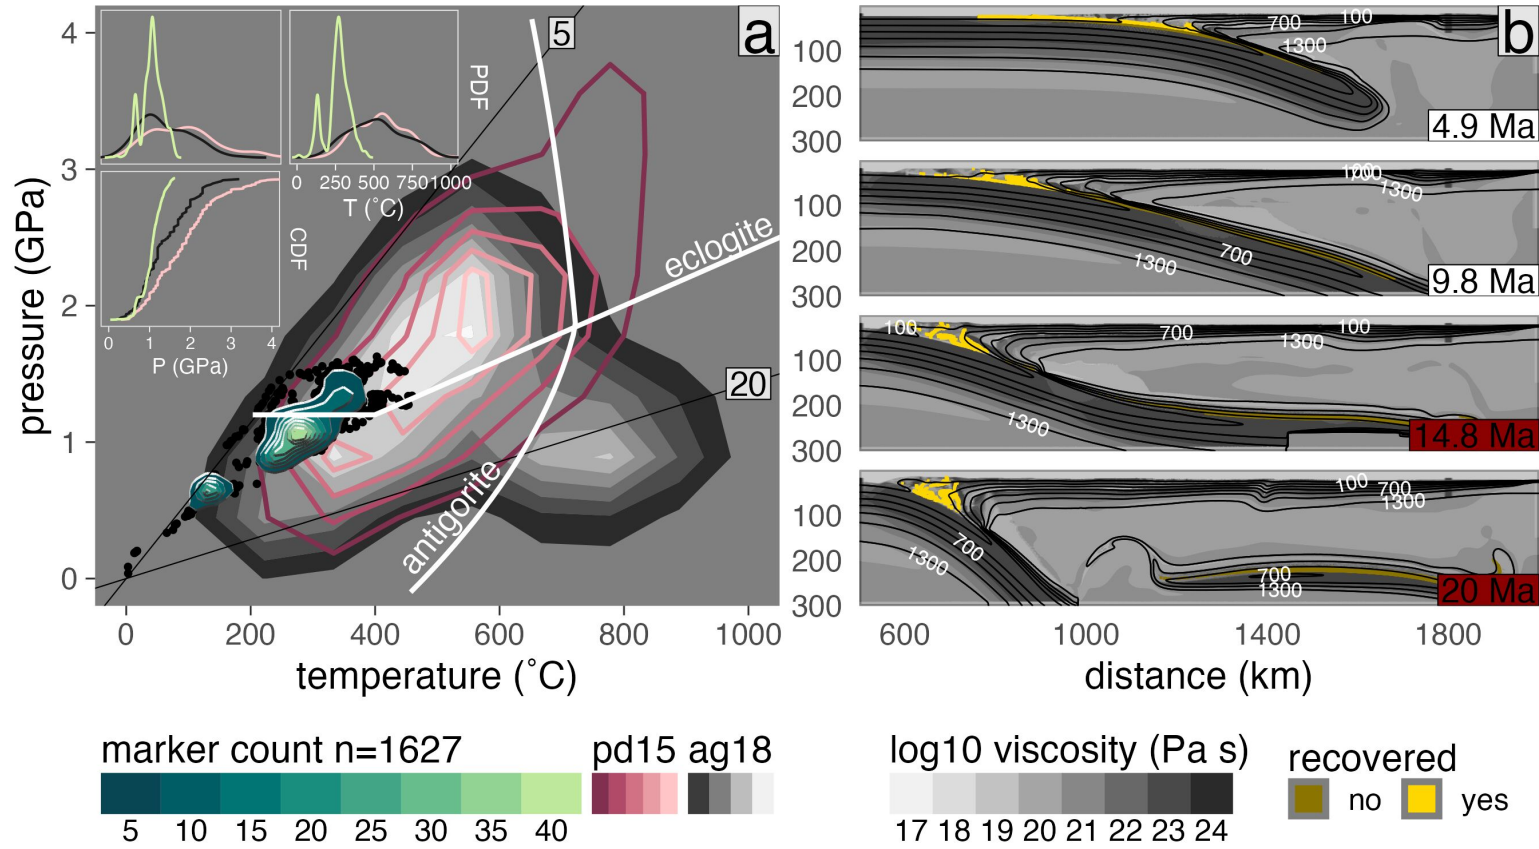 a
5
20
eclogite
antigorite
PDF
CDF
0 250 500 750 1000
T (˚C)
0 1 2 3 4
P (GPa)
4
3
2
1
0
pressure (GPa)
0 200 400 600 800 1000
temperature (˚C)
b
100
200
300
700 100
1300
4.9 Ma
100
200
300
1300
700
1300
9.8 Ma
100
200
300
100 700 100
1300
1300
14.8 Ma
100
200
300
100 700
1300
700
1300
700
1300
20 Ma
600 1000 1400 1800
distance (km)
marker count n=1627
5 10 15 20 25 30 35 40
pd15 ag18
log10 viscosity (Pa s)
17 18 19 20 21 22 23 24
recovered
no yes